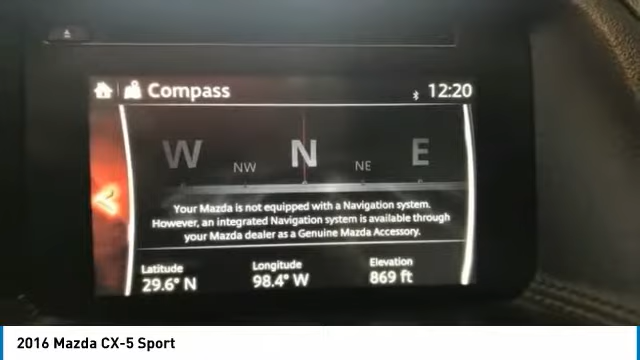 Compass 12:20
W NW N NE E
Your Mazda is not equipped with a Navigation system.
However, an integrated Navigation system is available through
your Mazda dealer as a Genuine Mazda Accessory.
Latitude Longitude Elevation
29.6° N 98.4° W 869 ft
2016 Mazda CX-5 Sport